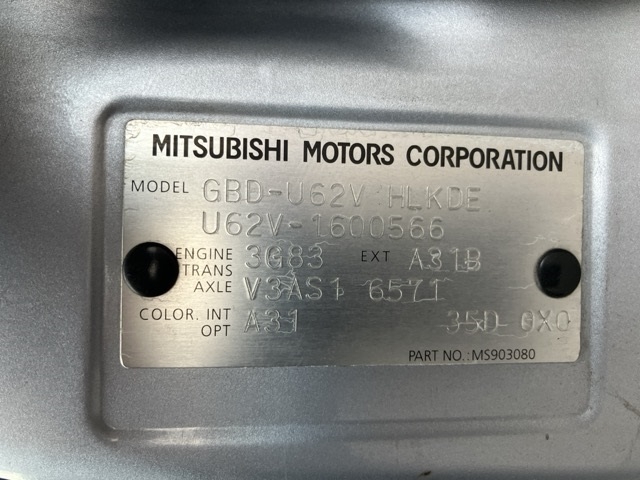 MITSUBISHI MOTORS CORPORATION
MODEL GBD-U62V HLKDE
U62V-1600566
ENGINE 3G83 EXT A31B
TRANS
AXLE V3AS1 6571
COLOR. INT A31 35D 0X0
OPT
PART NO.:MS903080